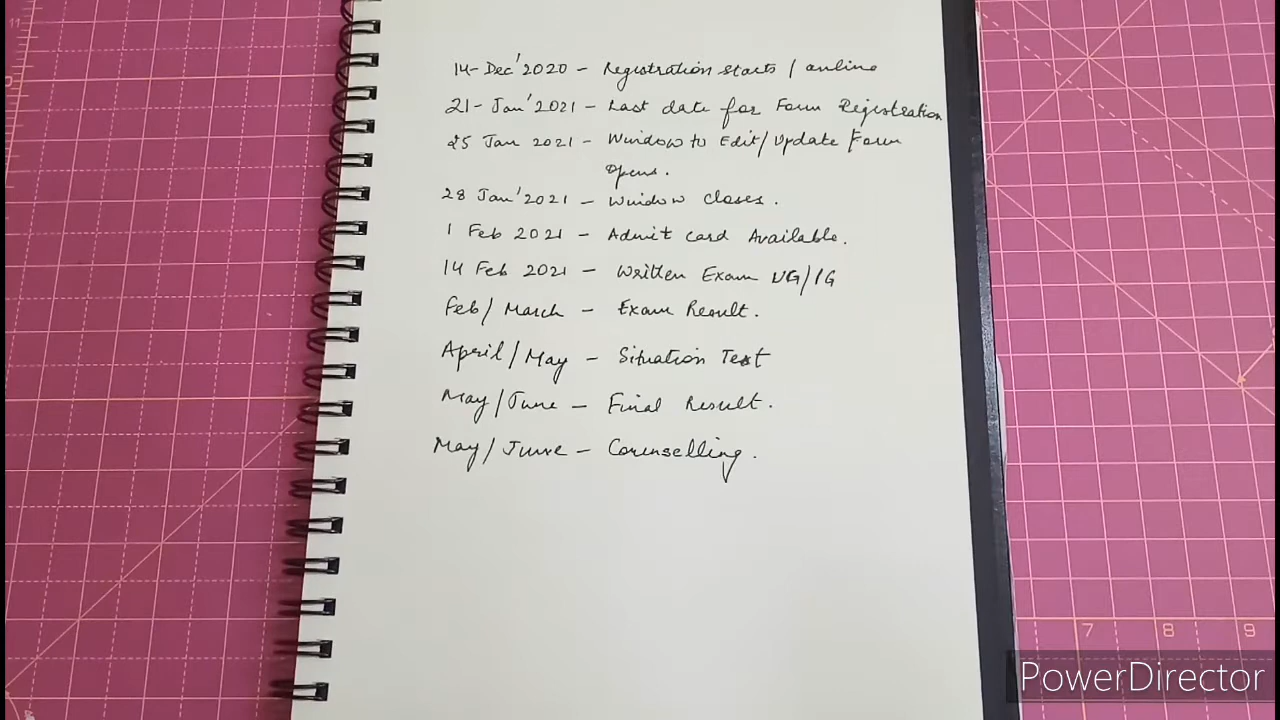 11
14-Dec'2020 - Registration starts / online
21-Jan'2021 - Last date for Form Registration
25 Jan 2021 - Window to Edit/Update Form
Opens.
28 Jan'2021 - Window Closes.
1 Feb 2021 - Admit card Available.
14 Feb 2021 - Written Exam UG/PG
Feb/March - Exam Result.
April/May - Situation Test
May/June - Final Result.
May/June - Counselling.
7 8 9
PowerDirector